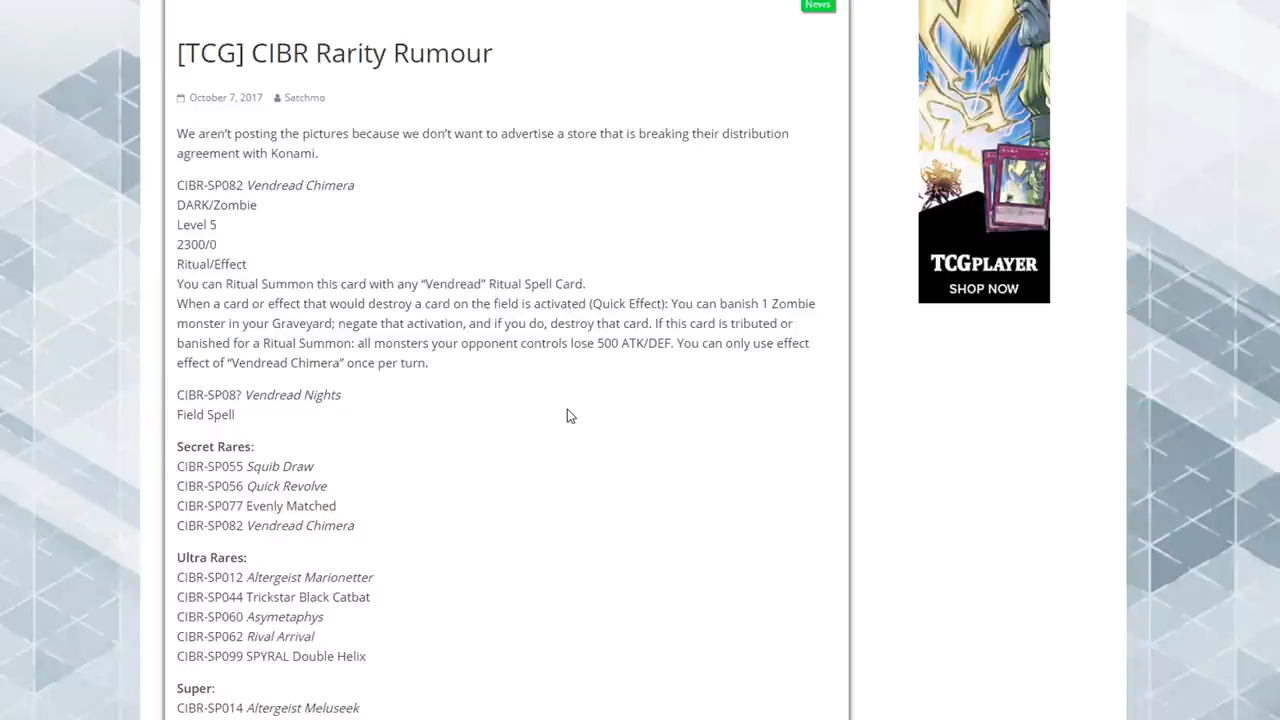 News
[TCG] CIBR Rarity Rumour
October 7, 2017 Satchmo
We aren't posting the pictures because we don't want to advertise a store that is breaking their distribution
agreement with Konami.
CIBR-SP082 Vendread Chimera
DARK/Zombie
Level 5
2300/0
Ritual/Effect
You can Ritual Summon this card with any “Vendread” Ritual Spell Card.
When a card or effect that would destroy a card on the field is activated (Quick Effect): You can banish 1 Zombie
monster in your Graveyard; negate that activation, and if you do, destroy that card. If this card is tributed or
banished for a Ritual Summon: all monsters your opponent controls lose 500 ATK/DEF. You can only use effect
effect of “Vendread Chimera” once per turn.
CIBR-SP08? Vendread Nights
Field Spell
Secret Rares:
CIBR-SP055 Squib Draw
CIBR-SP056 Quick Revolve
CIBR-SP077 Evenly Matched
CIBR-SP082 Vendread Chimera
Ultra Rares:
CIBR-SP012 Altergeist Marionetter
CIBR-SP044 Trickstar Black Catbat
CIBR-SP060 Asymetaphys
CIBR-SP062 Rival Arrival
CIBR-SP099 SPYRAL Double Helix
Super:
CIBR-SP014 Altergeist Meluseek
TCGPLAYER
SHOP NOW